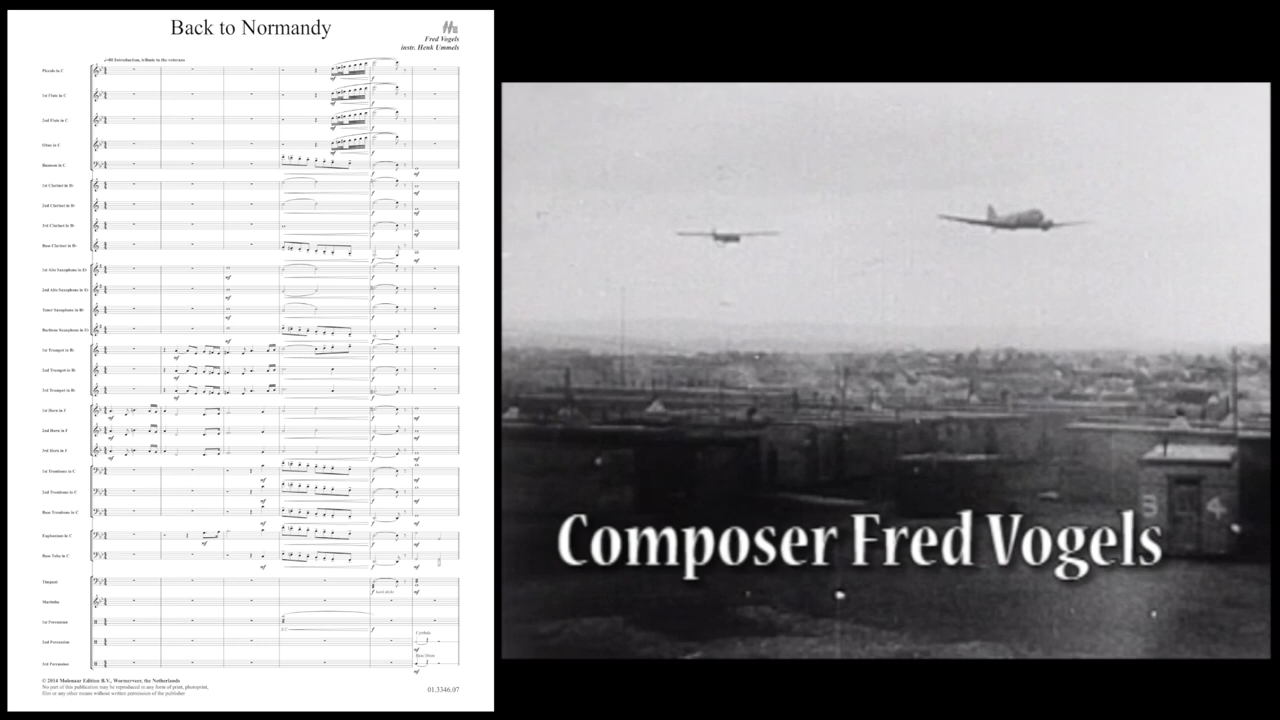 Back to Normandy
Fred Vogels
instr. Henk Ummels
♩=80 Introduction, tribute to the veterans
Piccolo in C
1st Flute in C
2nd Flute in C
Oboe in C
Bassoon in C
1st Clarinet in B♭
2nd Clarinet in B♭
3rd Clarinet in B♭
Bass Clarinet in B♭
1st Alto Saxophone in E♭
2nd Alto Saxophone in E♭
Tenor Saxophone in B♭
Baritone Saxophone in E♭
1st Trumpet in B♭
2nd Trumpet in B♭
3rd Trumpet in B♭
1st Horn in F
2nd Horn in F
3rd Horn in F
1st Trombone in C
2nd Trombone in C
Bass Trombone in C
Euphonium in C
Bass Tuba in C
Timpani
Marimba
1st Percussion
2nd Percussion
3rd Percussion
Cymbals
Bass Drum
© 2014 Molenaar Edition B.V., Wormerveer, the Netherlands
No part of this publication may be reproduced in any form of print, photoprint,
film or any other means without written permission of the publisher
01.3346.07
3 4
Composer Fred Vogels